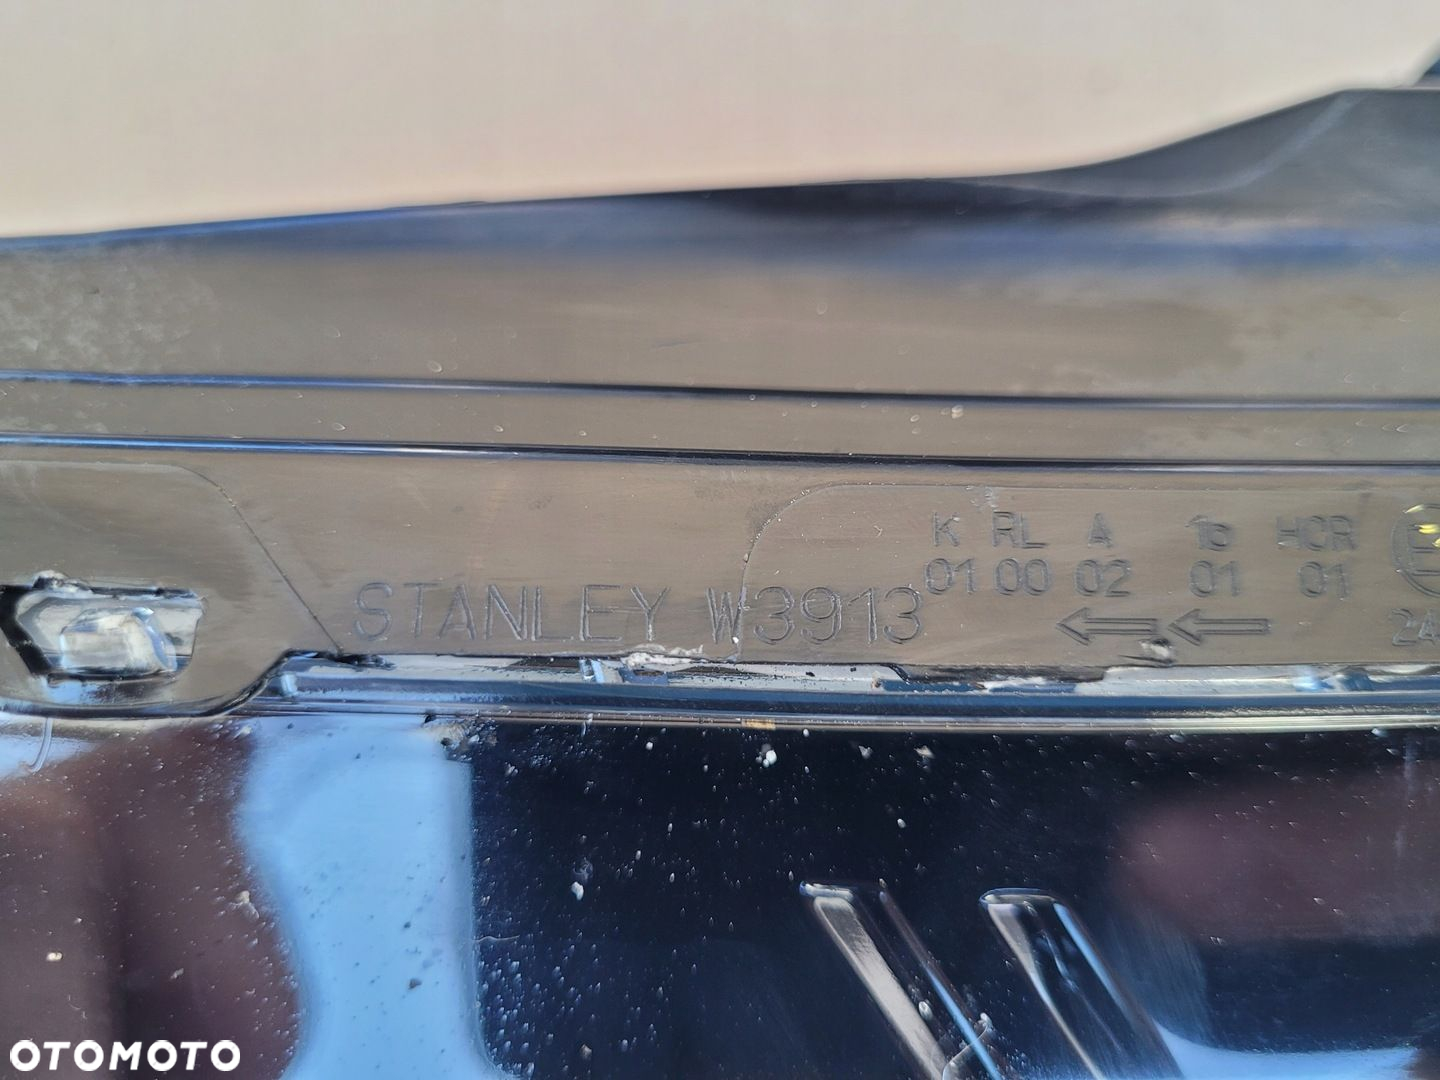 K RL A 1b HCR
01 00 02 01 01
STANLEY W3913
OTOMOTO